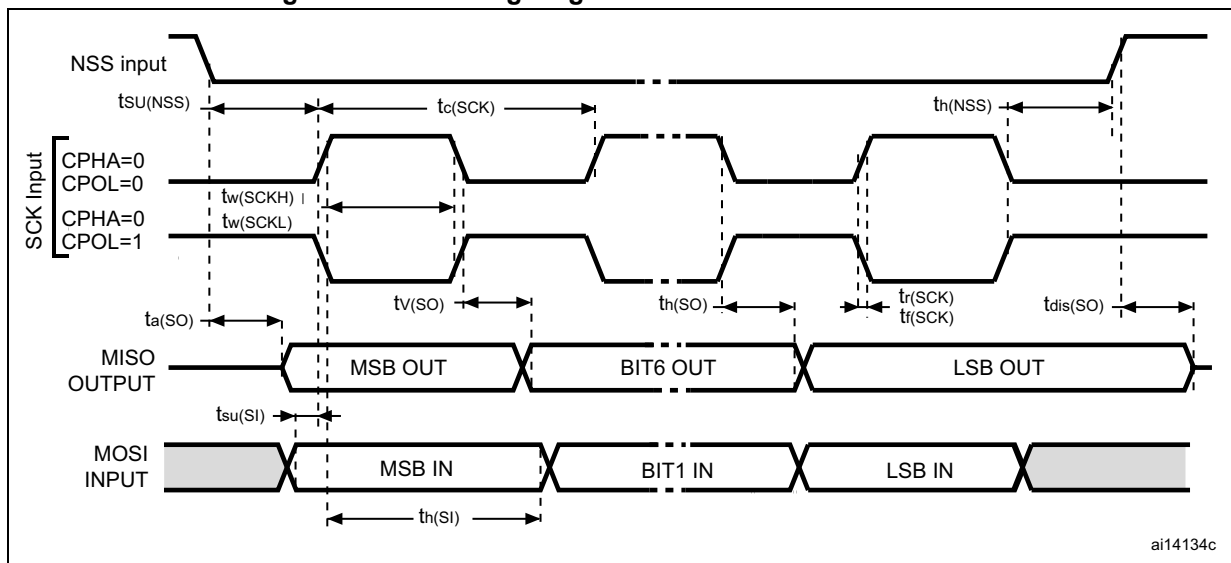 NSS input
tSU(NSS)
tc(SCK)
th(NSS)
SCK Input
CPHA=0
CPOL=0
tw(SCKH)
CPHA=0
tw(SCKL)
CPOL=1
tV(SO)
th(SO)
tr(SCK)
tf(SCK)
ta(SO)
tdis(SO)
MISO
OUTPUT
MSB OUT
BIT6 OUT
LSB OUT
tsu(SI)
MOSI
INPUT
MSB IN
BIT1 IN
LSB IN
th(SI)
ai14134c